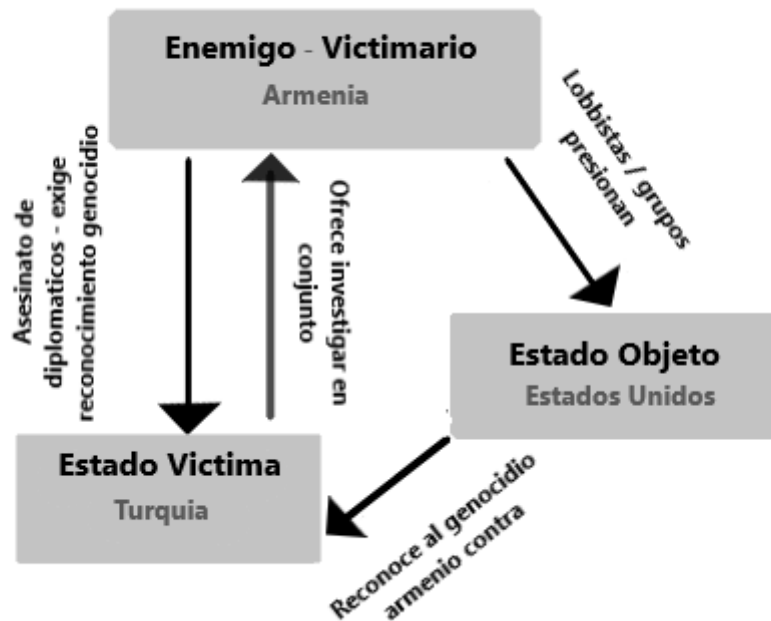 Enemigo - Victimario
Armenia
Lobbistas / grupos
presionan
Asesinato de
diplomaticos - exige
reconocimiento genocidio
Ofrece investigar en
conjunto
Estado Objeto
Estados Unidos
Estado Victima
Turquia
Reconoce al genocidio
armenio contra